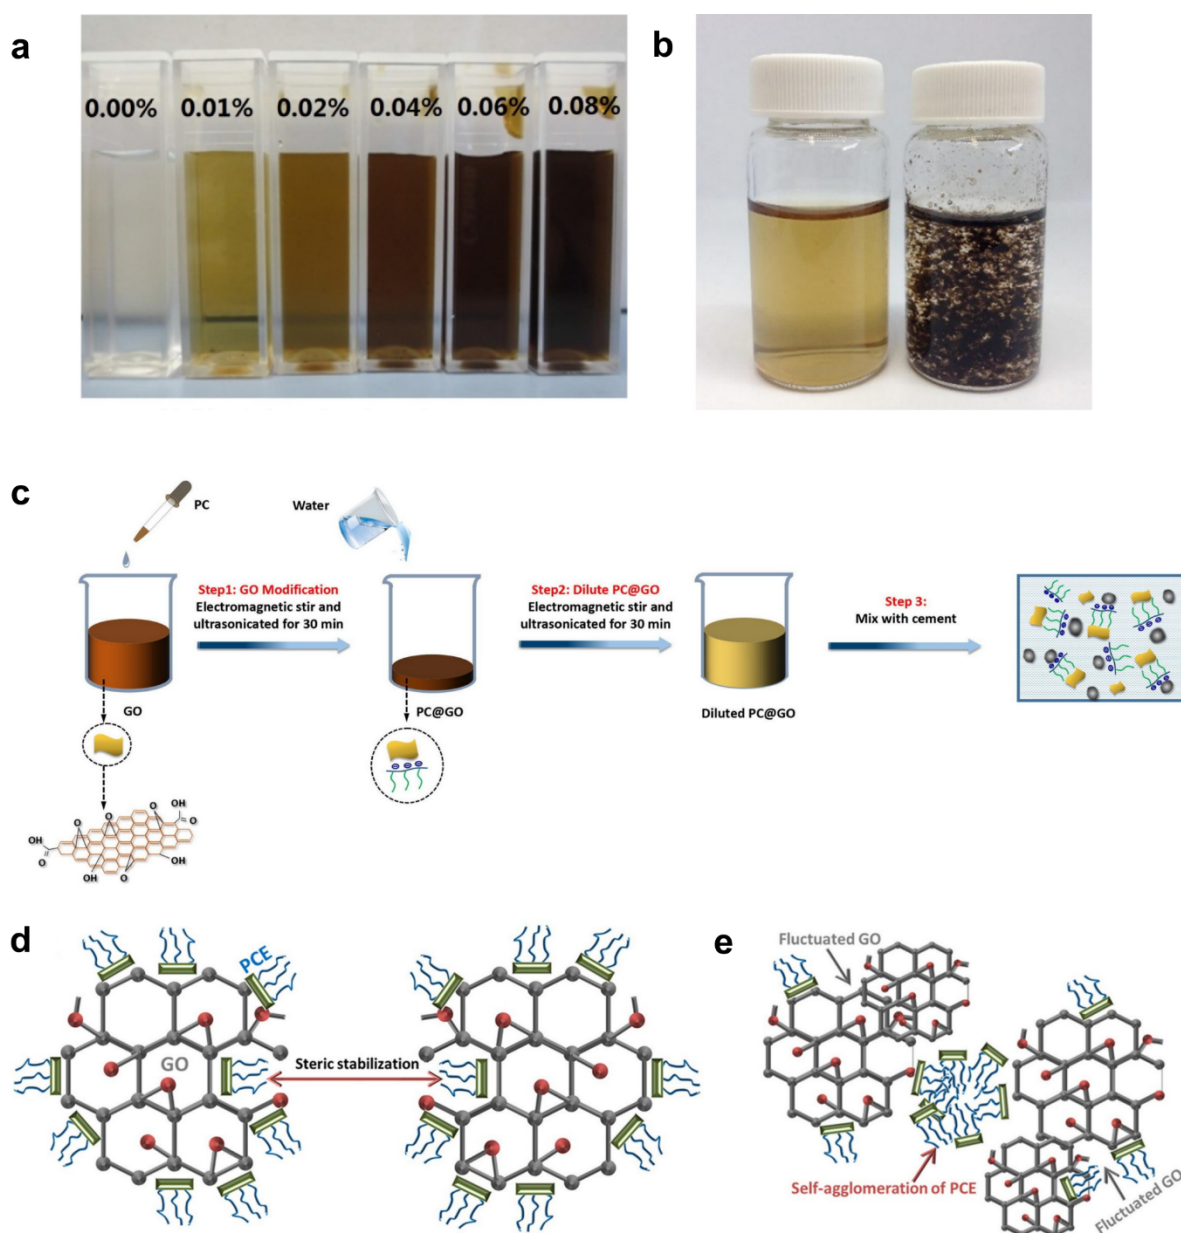 a
0.00%
0.01%
0.02%
0.04%
0.06%
0.08%
b
c
PC
Water
Step1: GO Modification
Electromagnetic stir and
ultrasonicated for 30 min
Step2: Dilute PC@GO
Electromagnetic stir and
ultrasonicated for 30 min
Step 3:
Mix with cement
GO
PC@GO
Diluted PC@GO
O
O
O
OH
O
OH
O
OH
O
OH
d
PCE
GO
Steric stabilization
e
Fluctuated GO
Self-agglomeration of PCE
Fluctuated GO